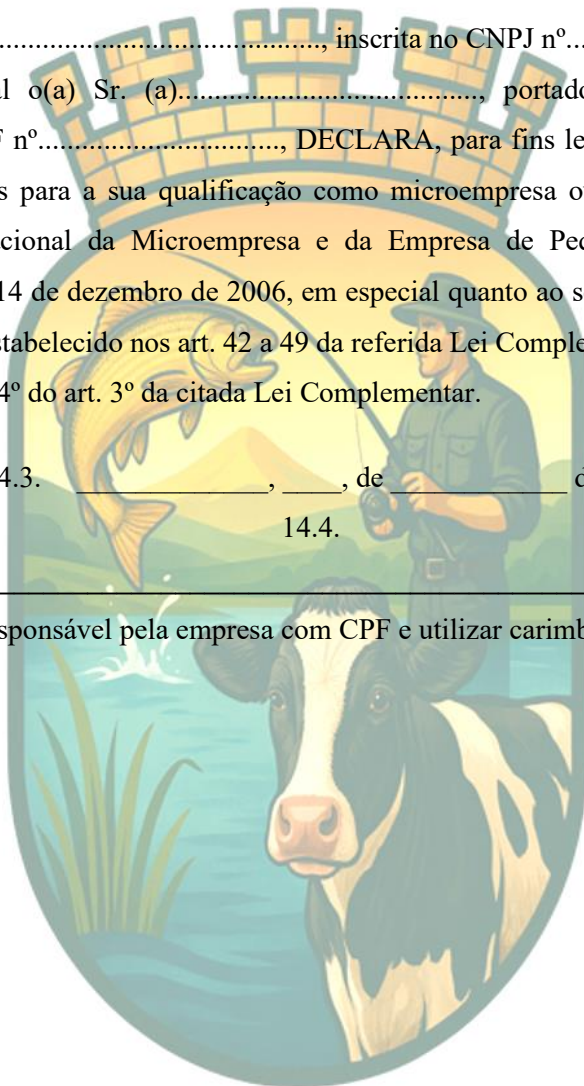 ............................................, inscrita no CNPJ nº...
l o(a) Sr. (a)......................................, portado
nº..............................., DECLARA, para fins le
s para a sua qualificação como microempresa o
cional da Microempresa e da Empresa de Peq
14 de dezembro de 2006, em especial quanto ao s
stabelecido nos art. 42 a 49 da referida Lei Comple
4º do art. 3º da citada Lei Complementar.
4.3. ______________, ____, de _____________ d
14.4.
sponsável pela empresa com CPF e utilizar carimb